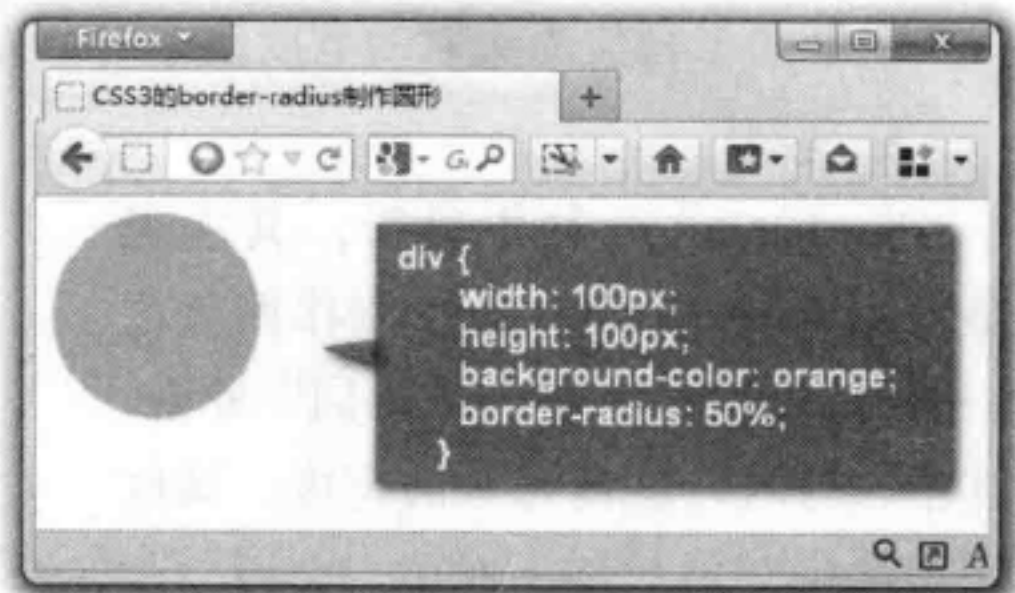 Firefox
CSS3的border-radius制作圆形
div {
width: 100px;
height: 100px;
background-color: orange;
border-radius: 50%;
}
A